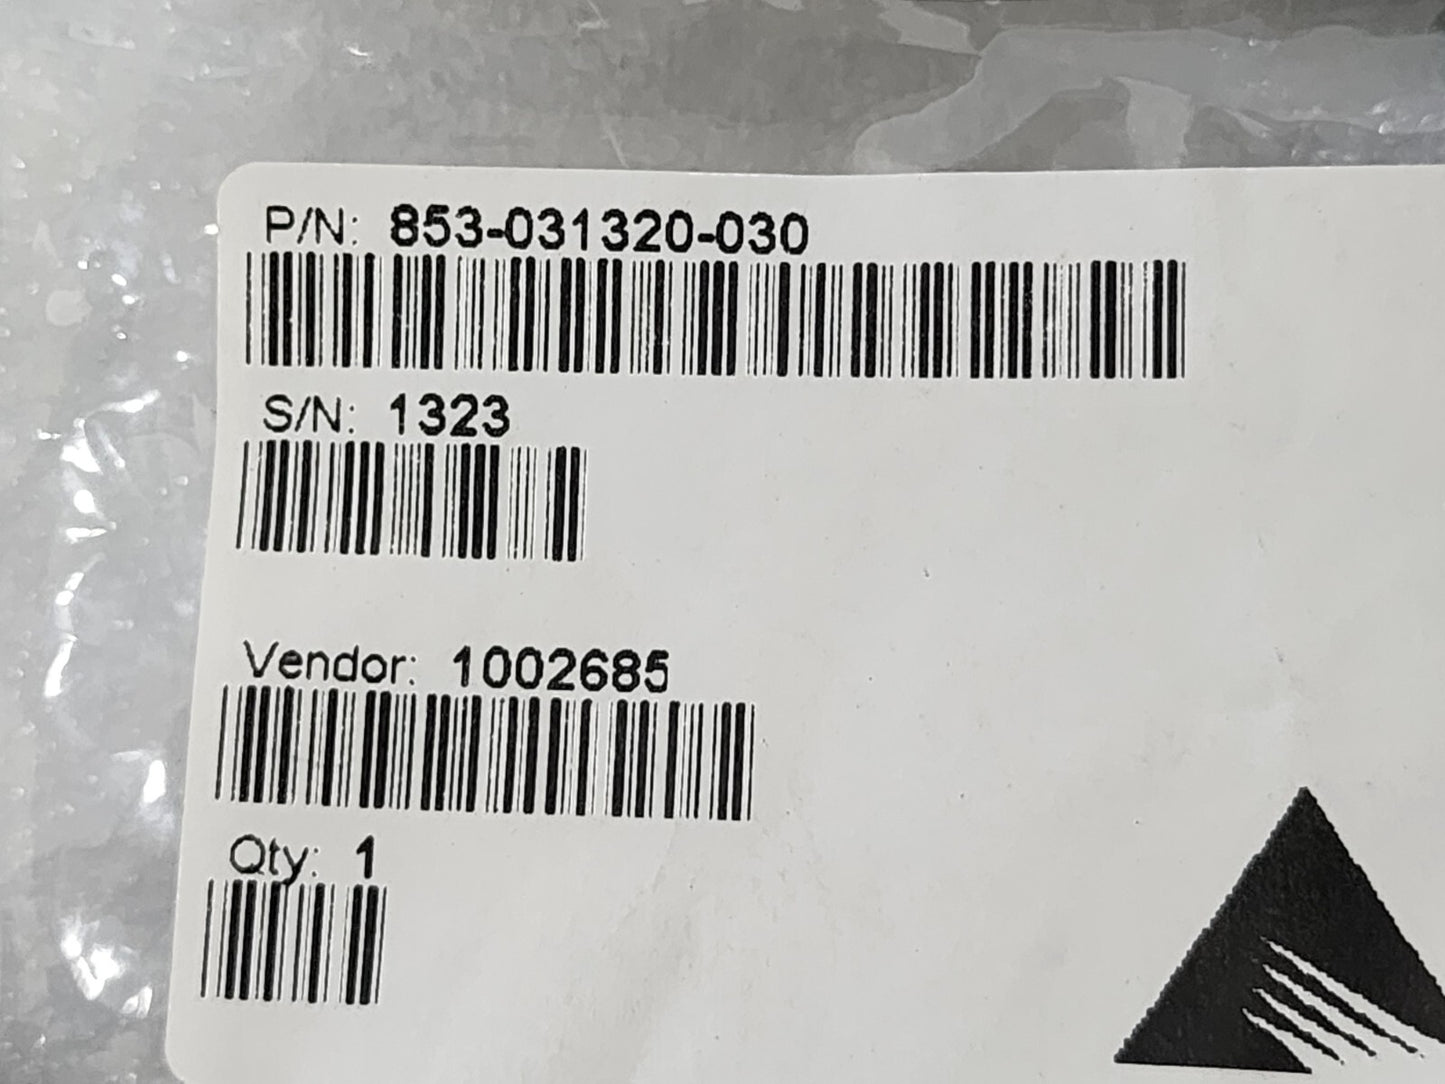 P/N: 853-031320-030
S/N: 1323
Vendor: 1002685
Qty: 1